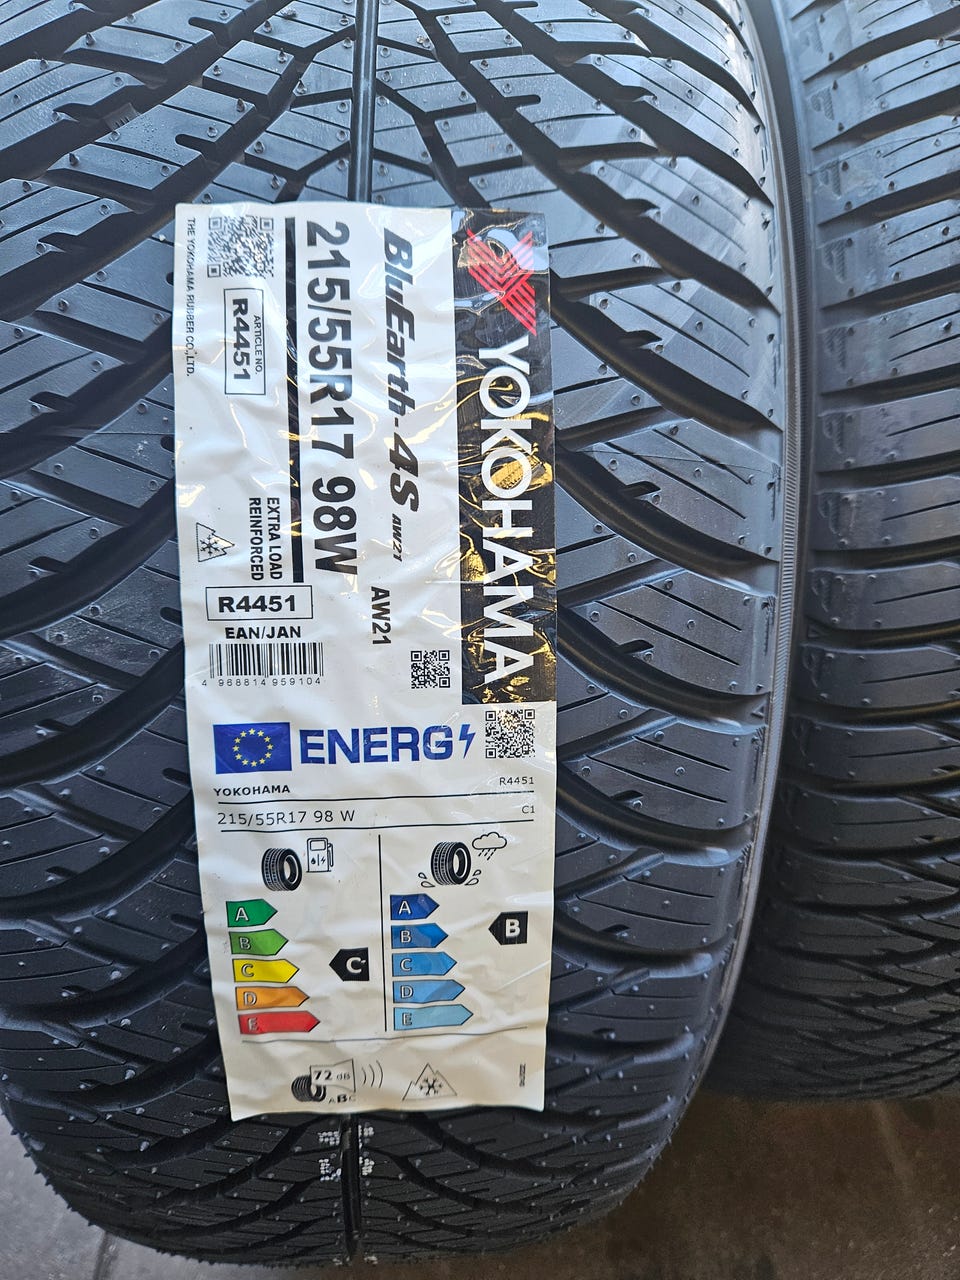 YOKOHAMA
BluEarth-4S AW21
AW21
215/55R17 98W
EXTRA LOAD
REINFORCED
ARTICLE NO.
R4451
THE YOKOHAMA RUBBER CO.,LTD.
R4451
EAN/JAN
4 968814 959104
ENERG
YOKOHAMA
R4451
215/55R17 98 W
C1
A
B
C
D
E
C
A
B
C
D
E
B
72 dB
ABC